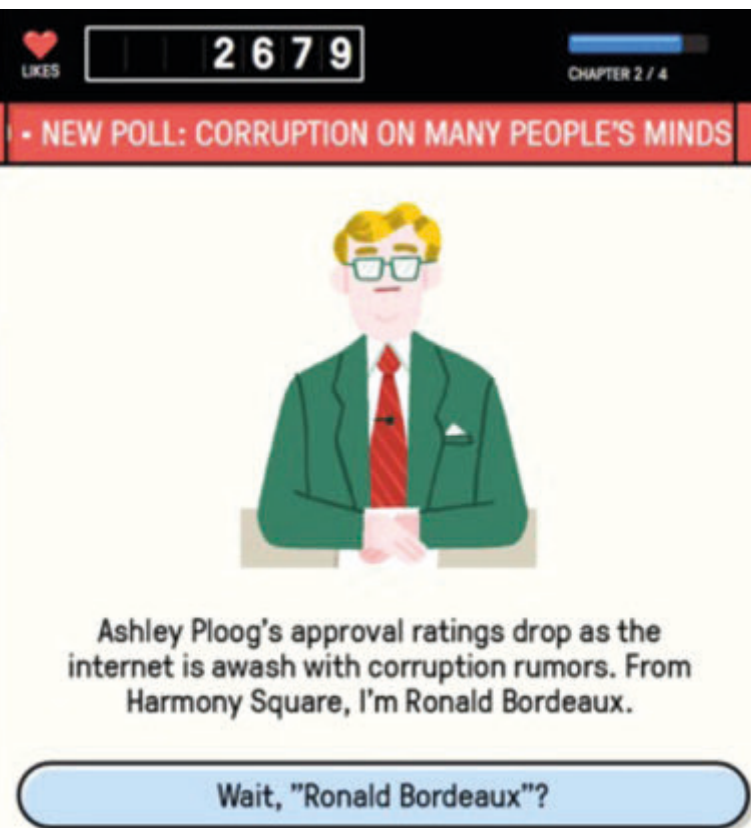 LIKES
2679
CHAPTER 2 / 4
• NEW POLL: CORRUPTION ON MANY PEOPLE'S MINDS
Ashley Ploog's approval ratings drop as the
internet is awash with corruption rumors. From
Harmony Square, I'm Ronald Bordeaux.
Wait, ”Ronald Bordeaux”?